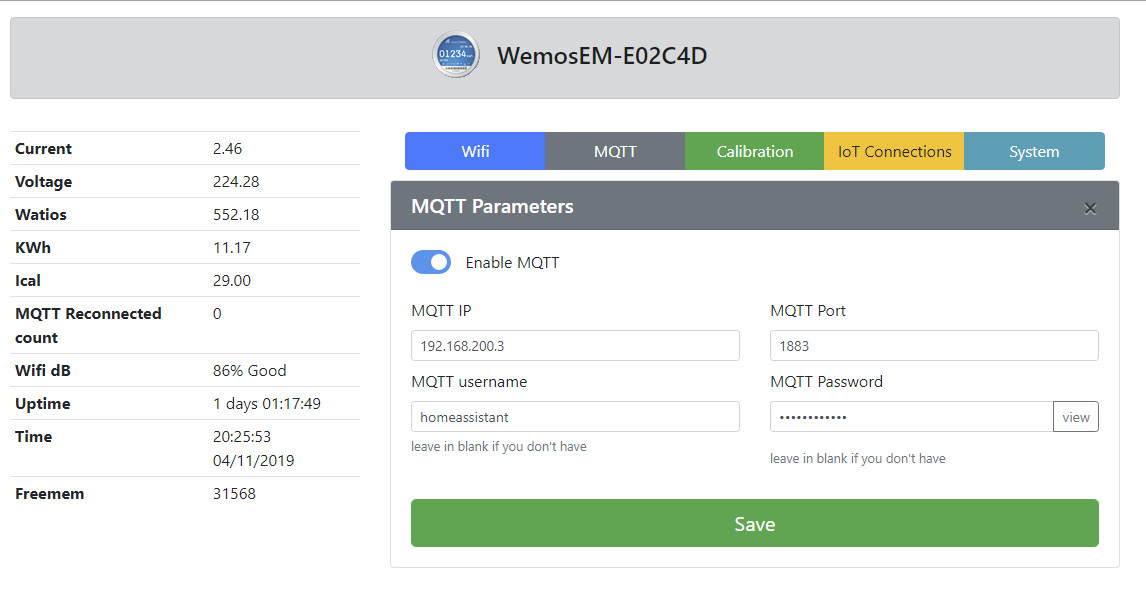 01234
WemosEM-E02C4D
Current 2.46
Voltage 224.28
Watios 552.18
KWh 11.17
Ical 29.00
MQTT Reconnected 0
count
Wifi dB 86% Good
Uptime 1 days 01:17:49
Time 20:25:53
04/11/2019
Freemem 31568
Wifi MQTT Calibration IoT Connections System
MQTT Parameters ×
Enable MQTT
MQTT IP MQTT Port
192.168.200.3 1883
MQTT username MQTT Password
homeassistant •••••••••••• view
leave in blank if you don't have
leave in blank if you don't have
Save